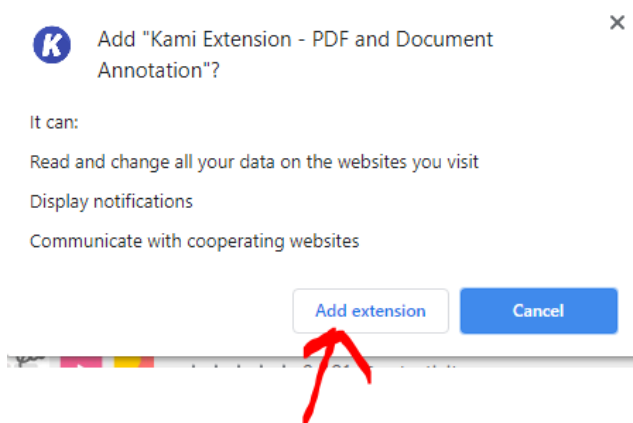 K
Add "Kami Extension - PDF and Document
Annotation"?
It can:
Read and change all your data on the websites you visit
Display notifications
Communicate with cooperating websites
Add extension Cancel